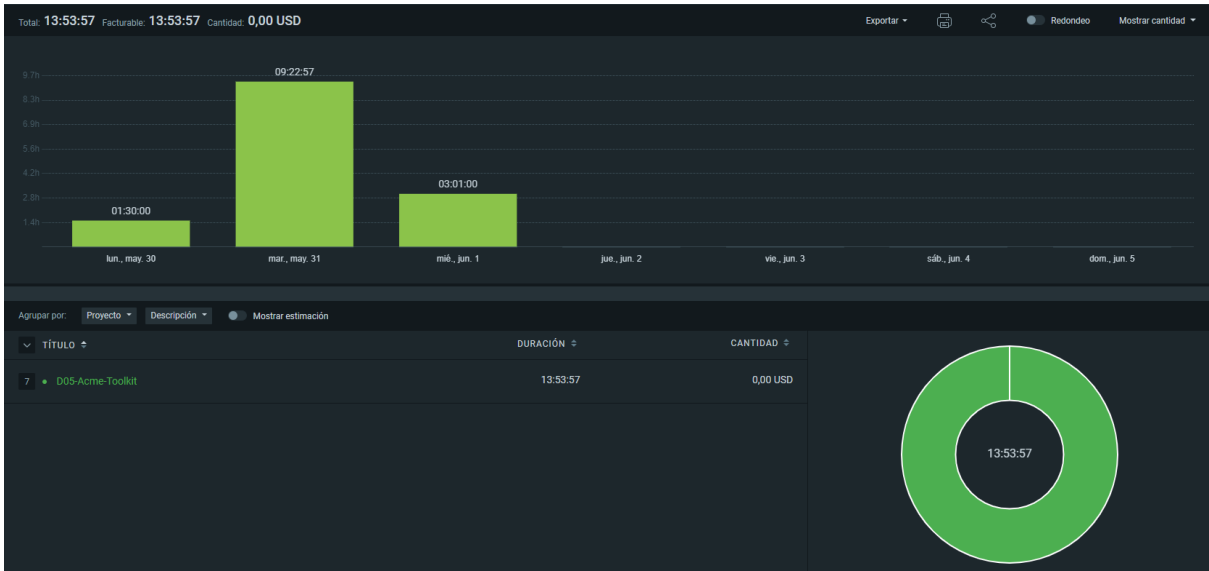 Total: 13:53:57 Facturable: 13:53:57 Cantidad: 0,00 USD Exportar Redondeo Mostrar cantidad
09:22:57
9.7h
8.3h
6.9h
5.6h
4.2h
03:01:00
2.8h
01:30:00
1.4h
lun., may. 30 mar., may. 31 mié., jun. 1 jue., jun. 2 vie., jun. 3 sáb., jun. 4 dom., jun. 5
Agrupar por: Proyecto Descripción Mostrar estimación
TÍTULO DURACIÓN CANTIDAD
7 D05-Acme-Toolkit 13:53:57 0,00 USD
13:53:57